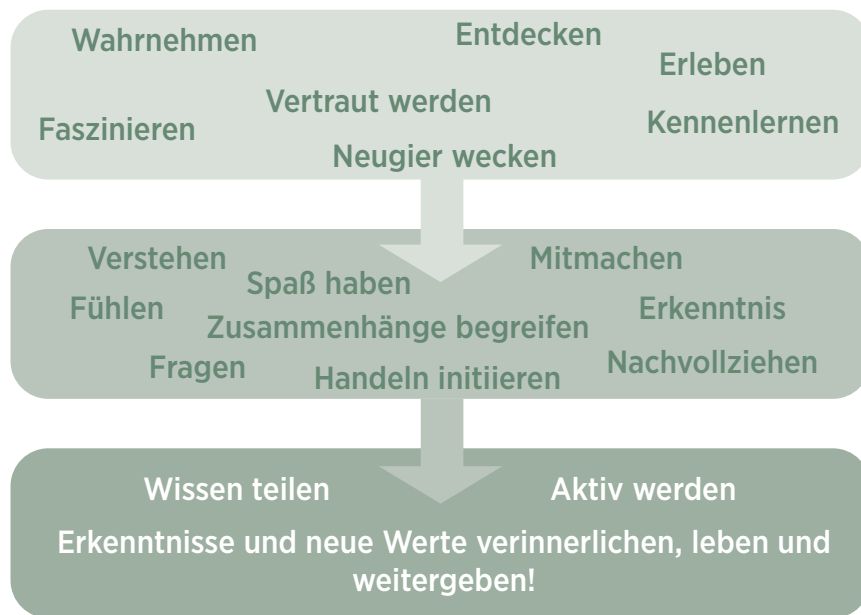 Wahrnehmen
Entdecken
Erleben
Vertraut werden
Faszinieren
Kennenlernen
Neugier wecken
Verstehen
Mitmachen
Spaß haben
Fühlen
Erkenntnis
Zusammenhänge begreifen
Fragen
Nachvollziehen
Handeln initiieren
Wissen teilen
Aktiv werden
Erkenntnisse und neue Werte verinnerlichen, leben und
weitergeben!